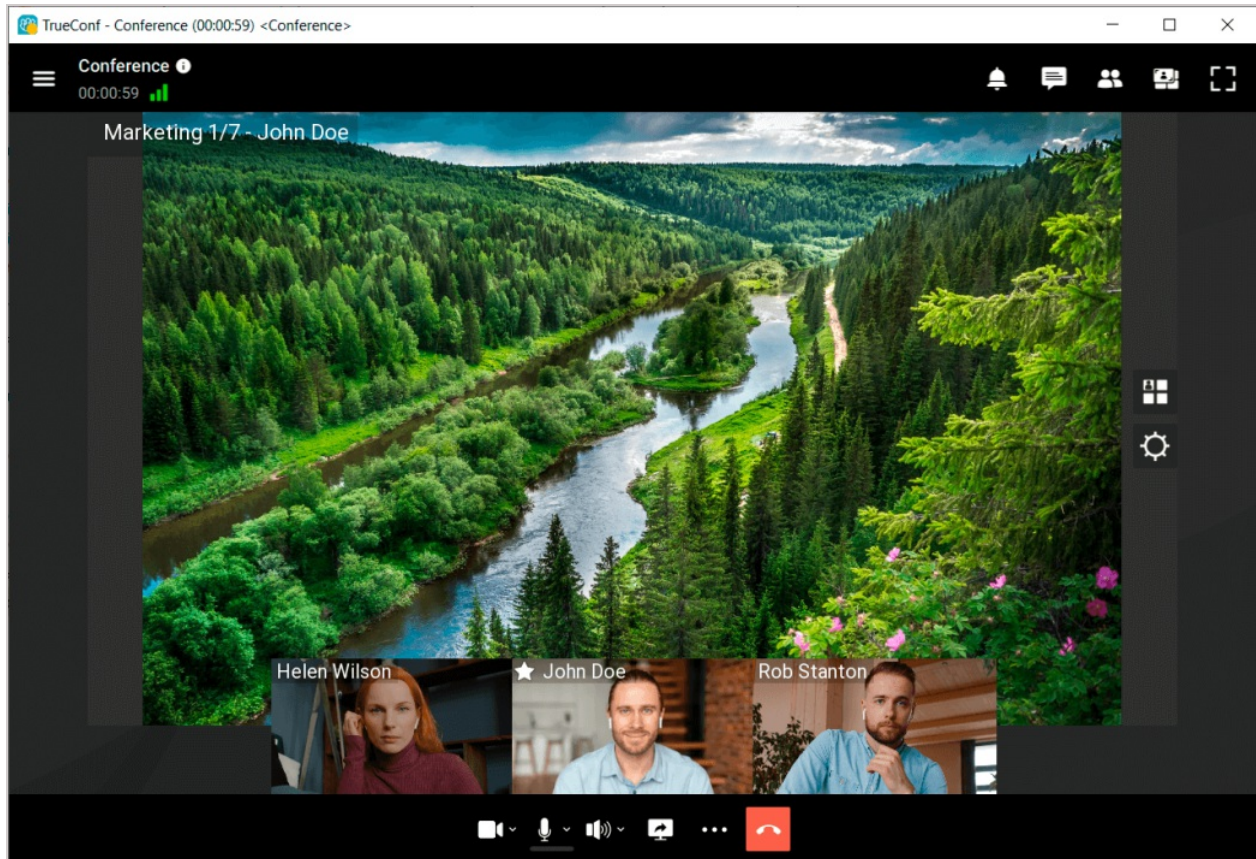 TrueConf - Conference (00:00:59) <Conference>
Conference
00:00:59
Marketing 1/7 - John Doe
Helen Wilson
John Doe
Rob Stanton